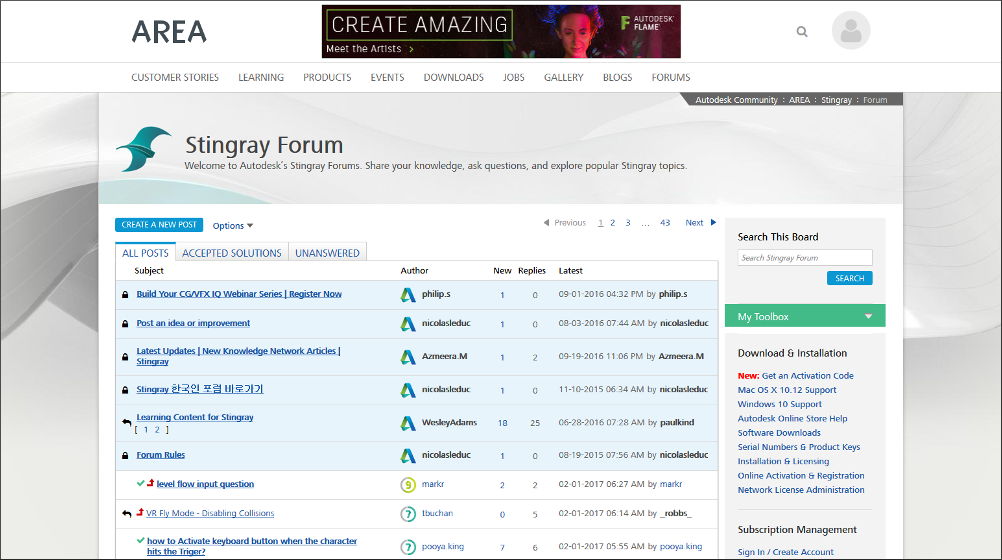 AREA
CREATE AMAZING
Meet the Artists >
AUTODESK®
FLAME®
CUSTOMER STORIES LEARNING PRODUCTS EVENTS DOWNLOADS JOBS GALLERY BLOGS FORUMS
Autodesk Community : AREA : Stingray : Forum
Stingray Forum
Welcome to Autodesk's Stingray Forums. Share your knowledge, ask questions, and explore popular Stingray topics.
CREATE A NEW POST Options
Previous 1 2 3 ... 43 Next
ALL POSTS ACCEPTED SOLUTIONS UNANSWERED
Subject Author New Replies Latest
Build Your CG/VFX IQ Webinar Series | Register Now philip.s 1 0 09-01-2016 04:32 PM by philip.s
Post an idea or improvement nicolasleduc 1 0 08-03-2016 07:44 AM by nicolasleduc
Latest Updates | New Knowledge Network Articles |
Stingray Azmeera.M 1 2 09-19-2016 11:06 PM by Azmeera.M
Stingray 한국인 포럼 바로가기 nicolasleduc 1 0 11-10-2015 06:34 AM by nicolasleduc
Learning Content for Stingray
[ 1 2 ] WesleyAdams 18 25 06-28-2016 07:28 AM by paulkind
Forum Rules nicolasleduc 1 0 08-19-2015 07:56 AM by nicolasleduc
level flow input question 9 markr 2 2 02-01-2017 06:27 AM by markr
VR Fly Mode - Disabling Collisions 7 tbuchan 0 5 02-01-2017 06:14 AM by _robbs_
how to Activate keyboard button when the character
hits the Triger? 7 pooya king 7 6 02-01-2017 05:55 AM by pooya king
Search This Board
Search Stingray Forum
SEARCH
My Toolbox
Download & Installation
New: Get an Activation Code
Mac OS X 10.12 Support
Windows 10 Support
Autodesk Online Store Help
Software Downloads
Serial Numbers & Product Keys
Installation & Licensing
Online Activation & Registration
Network License Administration
Subscription Management
Sign In / Create Account